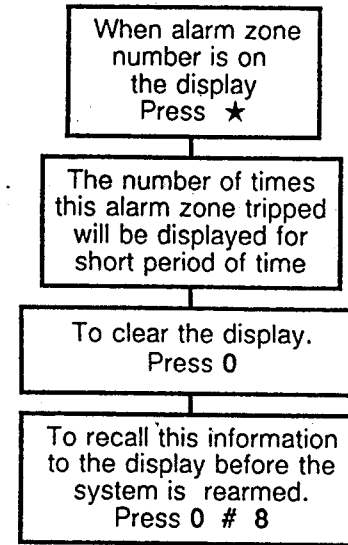 When alarm zone
number is on
the display
Press ★
The number of times
this alarm zone tripped
will be displayed for
short period of time
To clear the display.
Press 0
To recall this information
to the display before the
system is rearmed.
Press 0 # 8